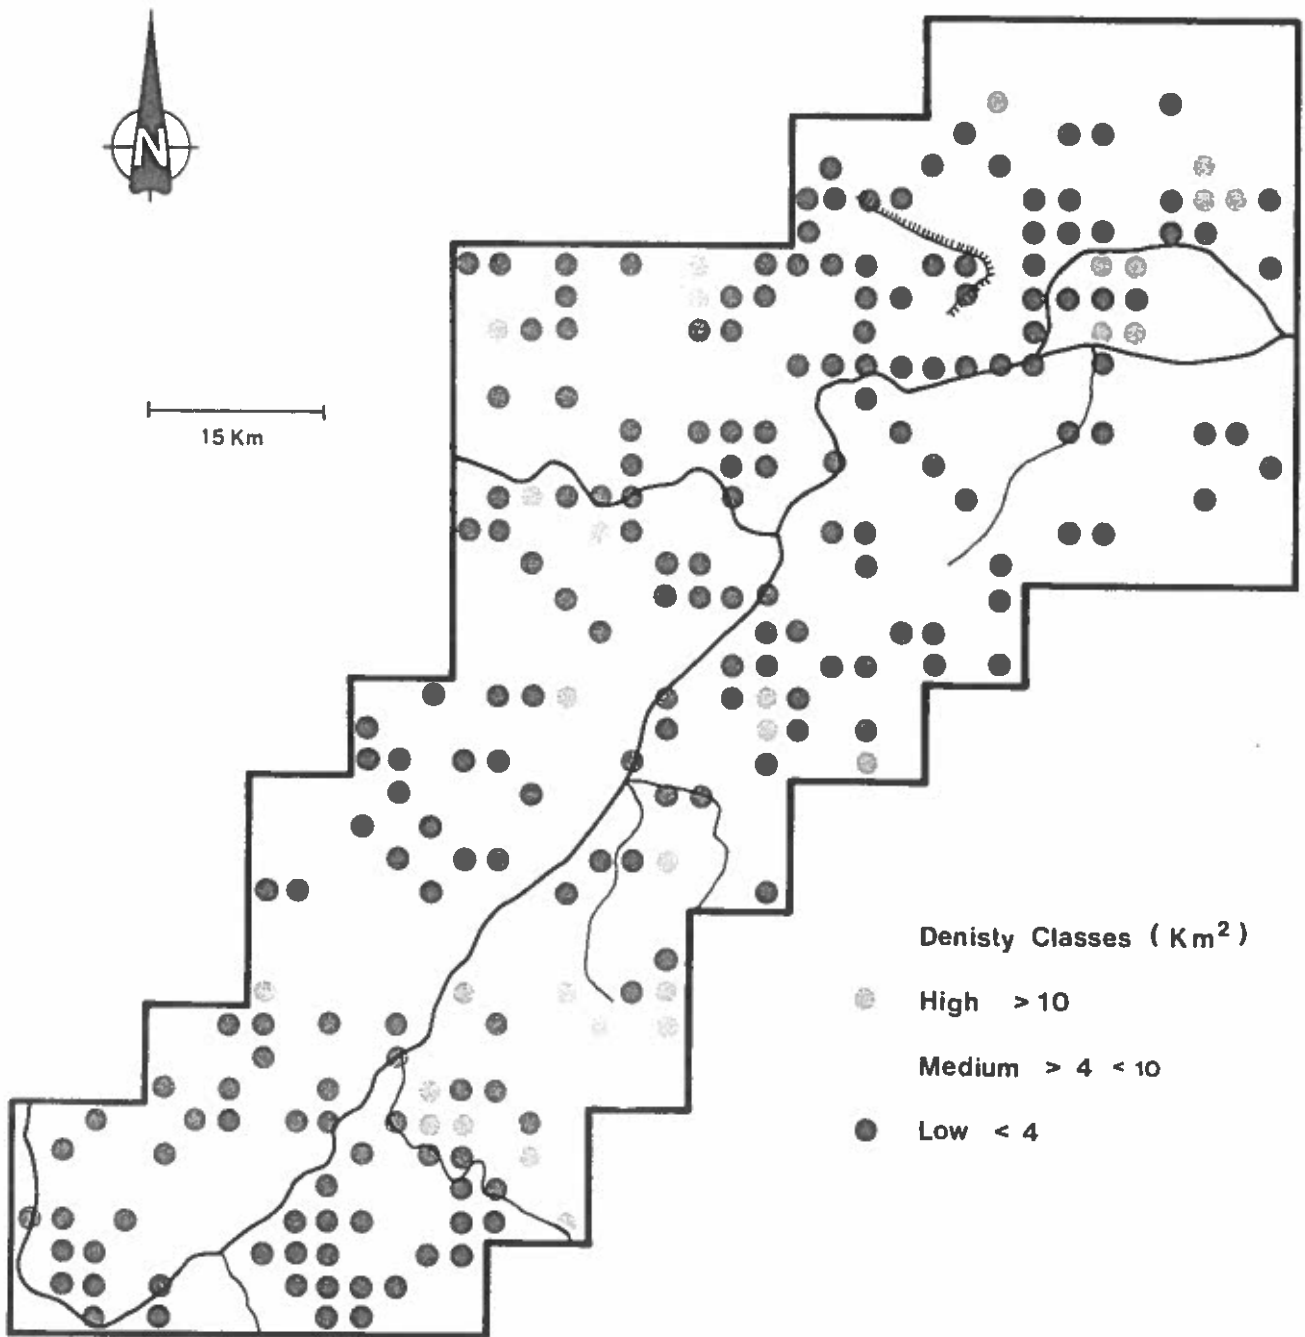 N
15 Km
Denisty Classes ( Km²)
High > 10
Medium > 4 < 10
Low < 4